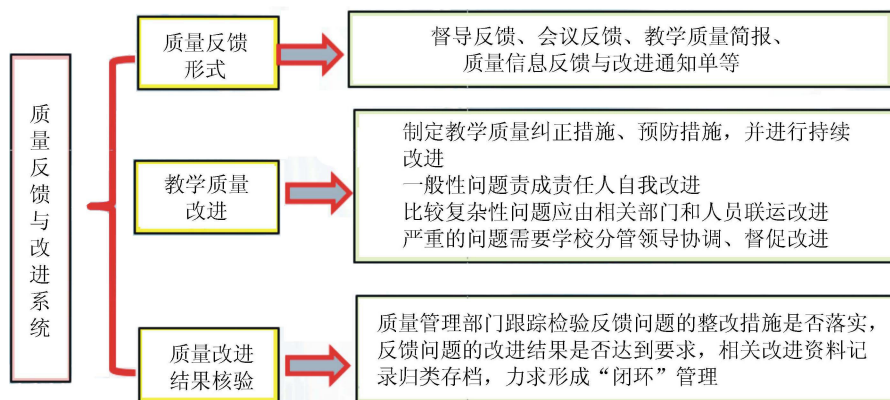 质量反馈与改进系统
质量反馈
形式
督导反馈、会议反馈、教学质量简报、
质量信息反馈与改进通知单等
教学质量
改进
制定教学质量纠正措施、预防措施，并进行持续
改进
一般性问题责成责任人自我改进
比较复杂性问题应由相关部门和人员联运改进
严重的问题需要学校分管领导协调、督促改进
质量改进
结果核验
质量管理部门跟踪检验反馈问题的整改措施是否落实，
反馈问题的改进结果是否达到要求，相关改进资料记
录归类存档，力求形成“闭环”管理